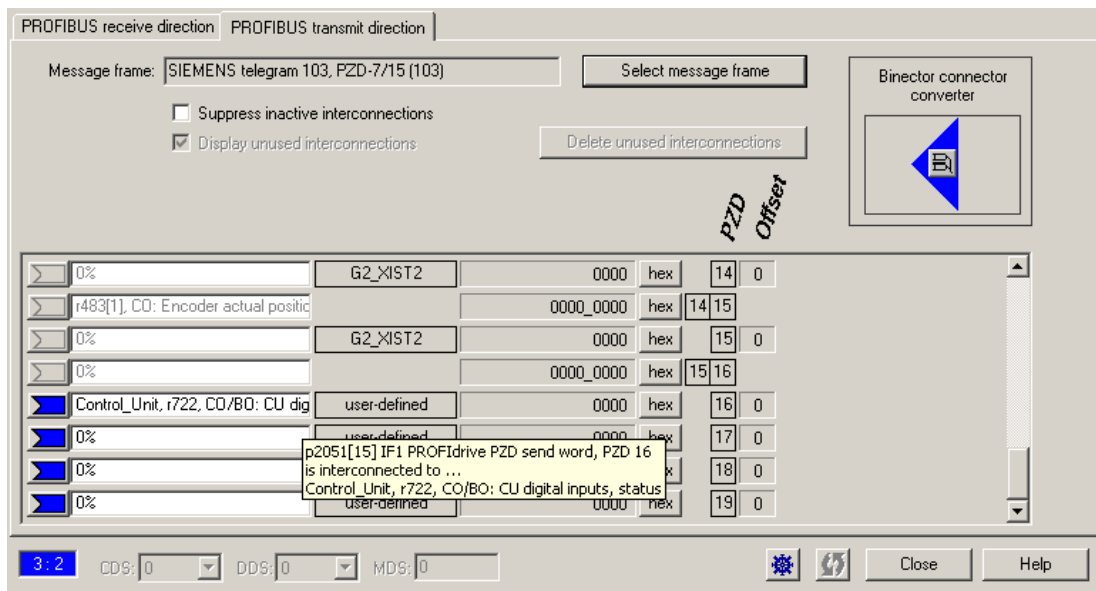 PROFIBUS receive direction PROFIBUS transmit direction
Message frame: SIEMENS telegram 103, PZD-7/15 (103) Select message frame
Binector connector
converter
Suppress inactive interconnections
Display unused interconnections Delete unused interconnections
PZD Offset
0% G2_XIST2 0000 hex 14 0
r483[1], CO: Encoder actual positic 0000_0000 hex 14 15
0% G2_XIST2 0000 hex 15 0
0% 0000_0000 hex 15 16
Control_Unit, r722, CO/BO: CU dig user-defined 0000 hex 16 0
0% user-defined 0000 hex 17 0
p2051[15] IF1 PROFIdrive PZD send word, PZD 16
is interconnected to ...
Control_Unit, r722, CO/BO: CU digital inputs, status
0% 18 0
0% user-defined 0000 hex 19 0
3 : 2 CDS: 0 DDS: 0 MDS: 0 Close Help